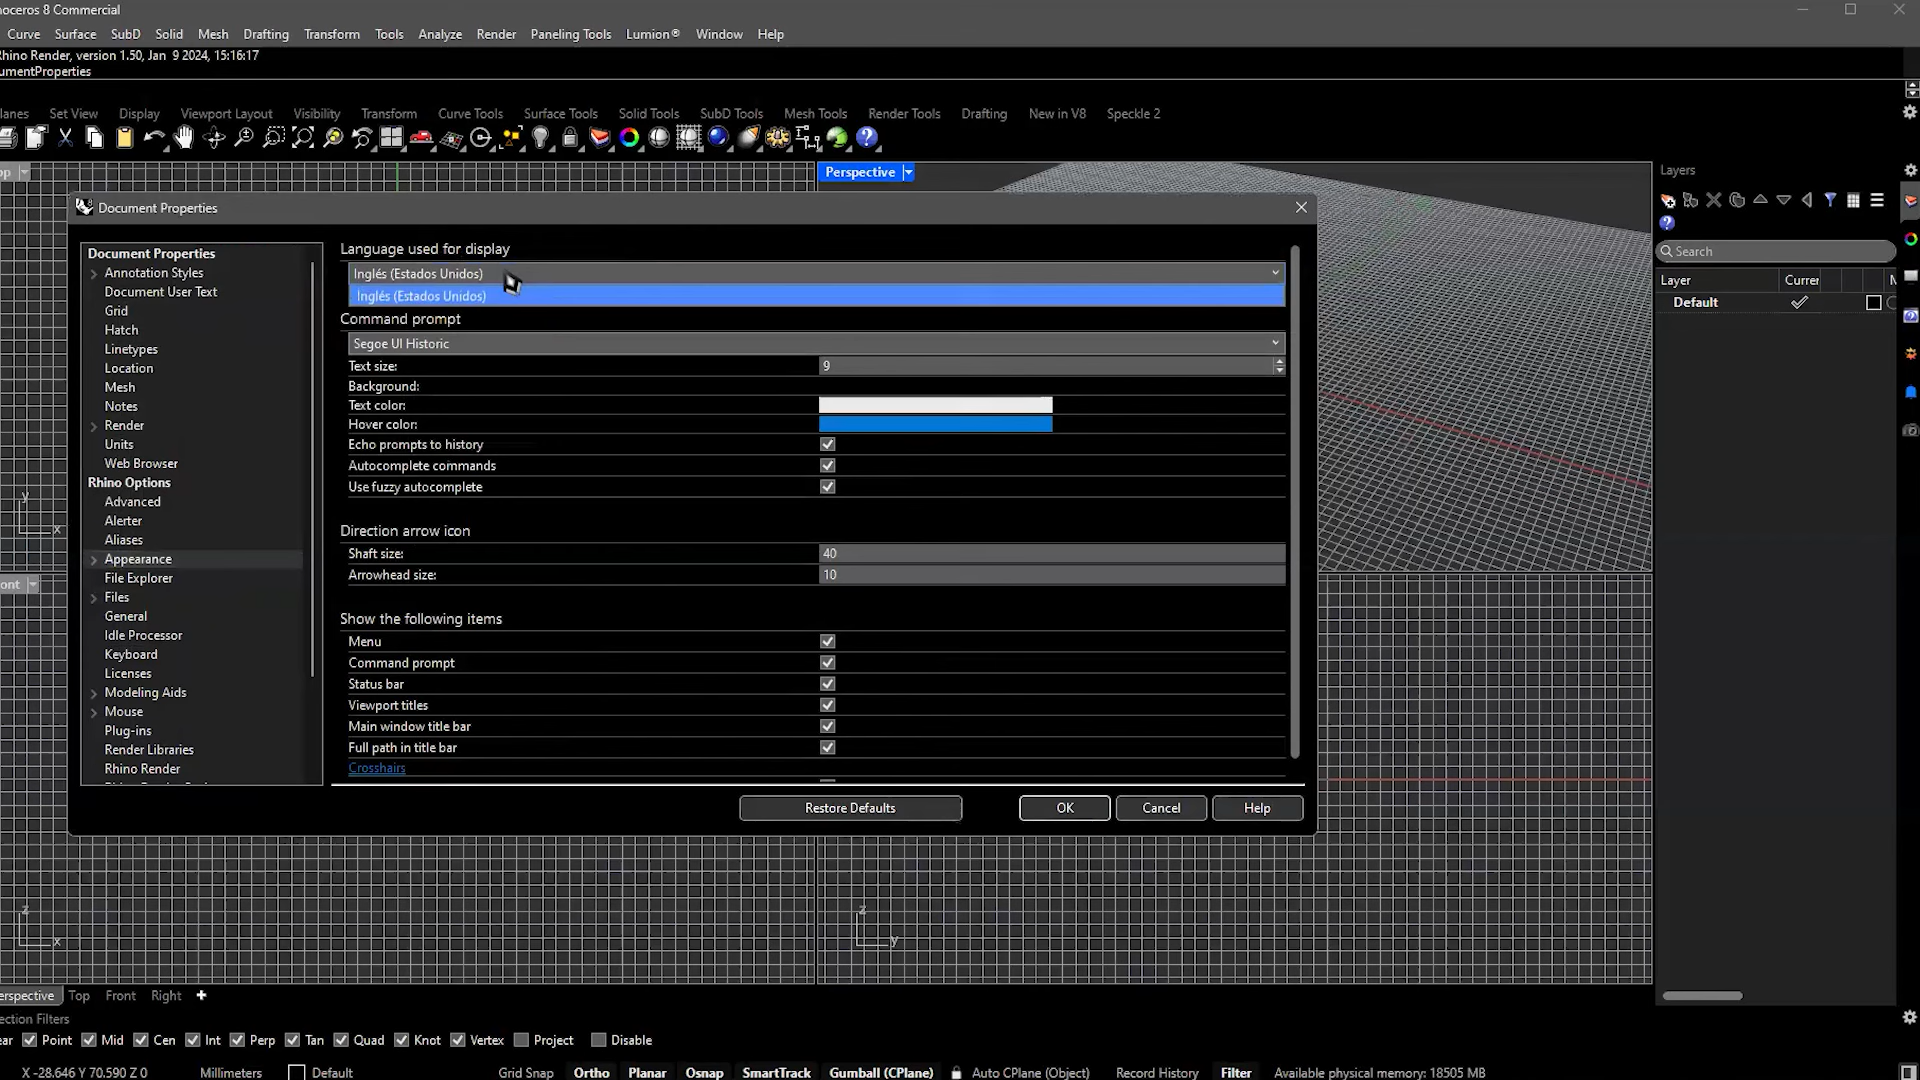 noceros 8 Commercial
Curve Surface SubD Solid Mesh Drafting Transform Tools Analyze Render Paneling Tools Lumion® Window Help
Rhino Render, version 1.50, Jan 9 2024, 15:16:17
umentProperties
lanes Set View Display Viewport Layout Visibility Transform Curve Tools Surface Tools Solid Tools SubD Tools Mesh Tools Render Tools Drafting New in V8 Speckle 2
op
Perspective
Layers
Document Properties
Search
Layer Currer
Default
Document Properties
Annotation Styles
Document User Text
Grid
Hatch
Linetypes
Location
Mesh
Notes
Render
Units
Web Browser
Rhino Options
Advanced
Alerter
Aliases
Appearance
File Explorer
Files
General
Idle Processor
Keyboard
Licenses
Modeling Aids
Mouse
Plug-ins
Render Libraries
Rhino Render
Language used for display
Inglés (Estados Unidos)
Inglés (Estados Unidos)
Command prompt
Segoe UI Historic
Text size: 9
Background:
Text color:
Hover color:
Echo prompts to history
Autocomplete commands
Use fuzzy autocomplete
Direction arrow icon
Shaft size: 40
Arrowhead size: 10
Show the following items
Menu
Command prompt
Status bar
Viewport titles
Main window title bar
Full path in title bar
Crosshairs
Restore Defaults OK Cancel Help
y
x
ont
z
x
z
y
erspective Top Front Right
ection Filters
ear Point Mid Cen Int Perp Tan Quad Knot Vertex Project Disable
X -28.646 Y 70.590 Z 0 Millimeters Default Grid Snap Ortho Planar Osnap SmartTrack Gumball (CPlane) Auto CPlane (Object) Record History Filter Available physical memory: 18505 MB